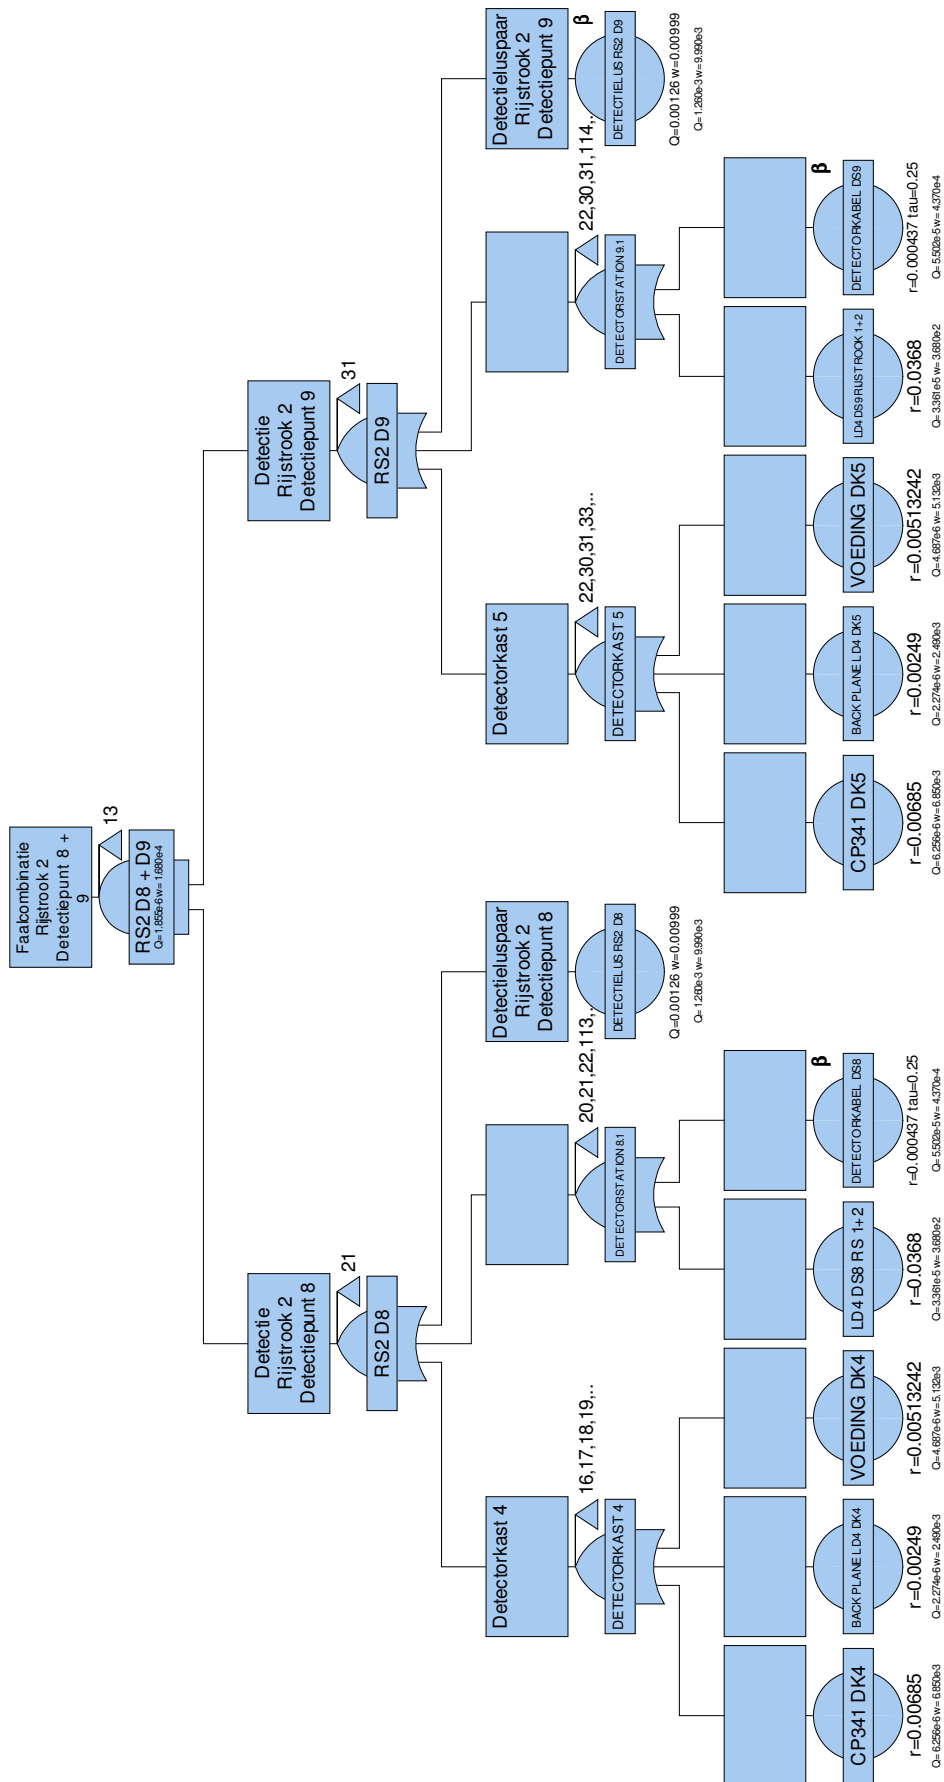 Faalcombinatie
Rijstrook 2
Detectiepunt 8 +
9
13
RS2 D8 + D9
Q=1.855e-6 w=1.680e-4
Detectie
Rijstrook 2
Detectiepunt 8
21
RS2 D8
Detectie
Rijstrook 2
Detectiepunt 9
31
RS2 D9
Detectorkast 4
16,17,18,19,..
DETECTORKAST 4
20,21,22,113,..
DETECTORSTATION 8.1
Detectieluspaar
Rijstrook 2
Detectiepunt 8
DETECTIELUS RS2 D8
Q=0.00126 w=0.00999
Q=1.260e-3 w=9.990e-3
Detectorkast 5
22,30,31,33,..
DETECTORKAST 5
22,30,31,114,..
DETECTORSTATION 9.1
Detectieluspaar
Rijstrook 2
Detectiepunt 9
β
DETECTIELUS RS2 D9
Q=0.00126 w=0.00999
Q=1.260e-3 w=9.990e-3
CP341 DK4
r=0.00685
Q=6.256e-6 w=6.850e-3
BACKPLANE LD4 DK4
r=0.00249
Q=2.274e-6 w=2.490e-3
VOEDING DK4
r=0.00513242
Q=4.687e-6 w=5.132e-3
LD4 DS8 RS 1+2
r=0.0368
Q=3.361e-5 w=3.680e-2
β
DETECTORKABEL DS8
r=0.000437 tau=0.25
Q=5.502e-5 w=4.370e-4
CP341 DK5
r=0.00685
Q=6.256e-6 w=6.850e-3
BACKPLANE LD4 DK5
r=0.00249
Q=2.274e-6 w=2.490e-3
VOEDING DK5
r=0.00513242
Q=4.687e-6 w=5.132e-3
LD4 DS9 RUSTROOK 1+2
r=0.0368
Q=3.361e-5 w=3.680e-2
β
DETECTORKABEL DS9
r=0.000437 tau=0.25
Q=5.502e-5 w=4.370e-4